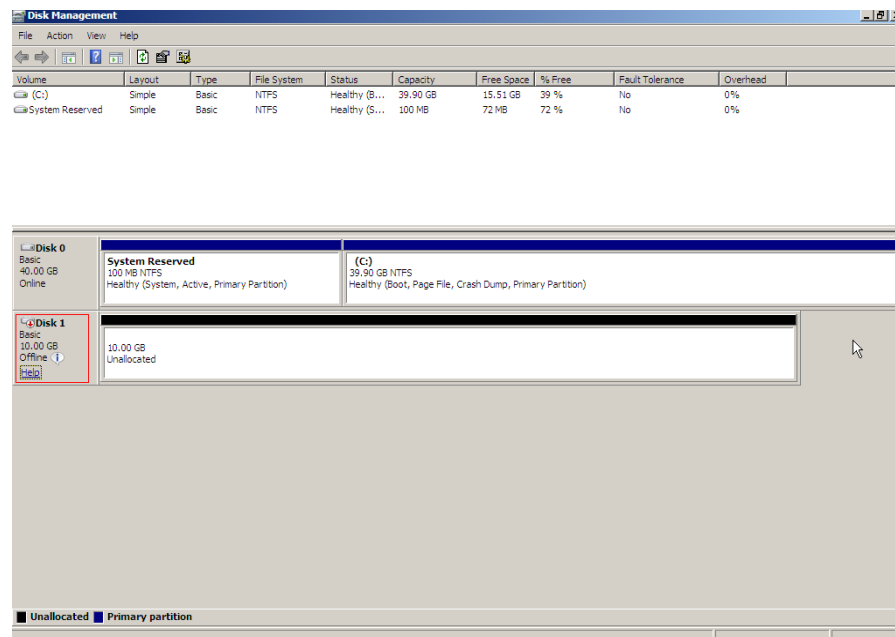 Disk Management
File Action View Help
Volume Layout Type File System Status Capacity Free Space % Free Fault Tolerance Overhead
(C:) Simple Basic NTFS Healthy (B... 39.90 GB 15.51 GB 39 % No 0%
System Reserved Simple Basic NTFS Healthy (S... 100 MB 72 MB 72 % No 0%
Disk 0
Basic
40.00 GB
Online
System Reserved
100 MB NTFS
Healthy (System, Active, Primary Partition)
(C:)
39.90 GB NTFS
Healthy (Boot, Page File, Crash Dump, Primary Partition)
Disk 1
Basic
10.00 GB
Offline
Help
10.00 GB
Unallocated
Unallocated Primary partition